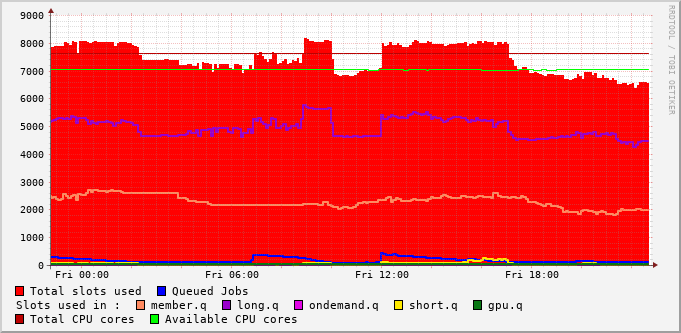 9000
8000
7000
6000
5000
4000
3000
2000
1000
0
Fri 00:00 Fri 06:00 Fri 12:00 Fri 18:00
Total slots used Queued Jobs
Slots used in : member.q long.q ondemand.q short.q gpu.q
Total CPU cores Available CPU cores
RRDTOOL / TOBI OETIKER